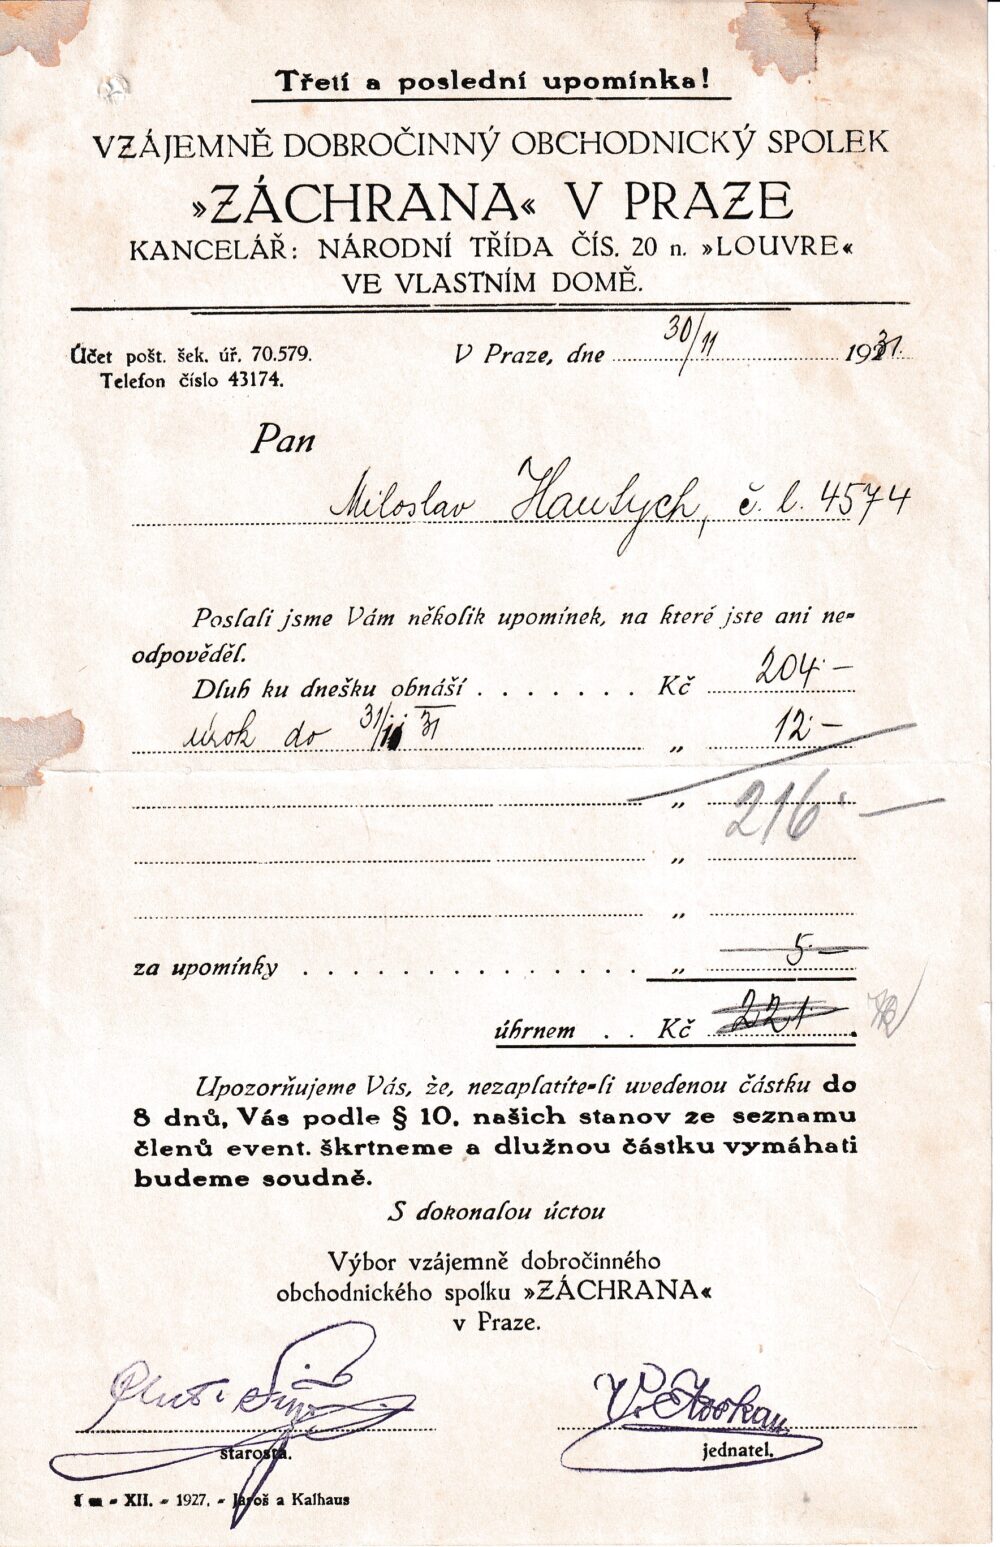 Třetí a poslední upomínka!
VZÁJEMNĚ DOBROČINNÝ OBCHODNICKÝ SPOLEK
»ZÁCHRANA« V PRAZE
KANCELÁŘ: NÁRODNÍ TŘÍDA ČÍS. 20 n. »LOUVRE«
VE VLASTNÍM DOMĚ.
Účet pošt. šek. úř. 70.579.
Telefon číslo 43174.
V Praze, dne 30/11 1931.
Pan
Miloslav č. l. 4574
Poslali jsme Vám několik upomínek, na které jste ani ne-
odpověděl.
Dluh ku dnešku obnáší . . . . . . . Kč 204·—
úrok do 31 „ 12·—
„ 216·—
„
„
za upomínky . . . . . . . . . . . . . . „ 5·—
úhrnem . . Kč 221·—
Upozorňujeme Vás, že, nezaplatíte-li uvedenou částku do
8 dnů, Vás podle § 10. našich stanov ze seznamu
členů event. škrtneme a dlužnou částku vymáhati
budeme soudně.
S dokonalou úctou
Výbor vzájemně dobročinného
obchodnického spolku »ZÁCHRANA«
v Praze.
starosta.
jednatel.
XII. - 1927. - Jaroš a Kalhaus